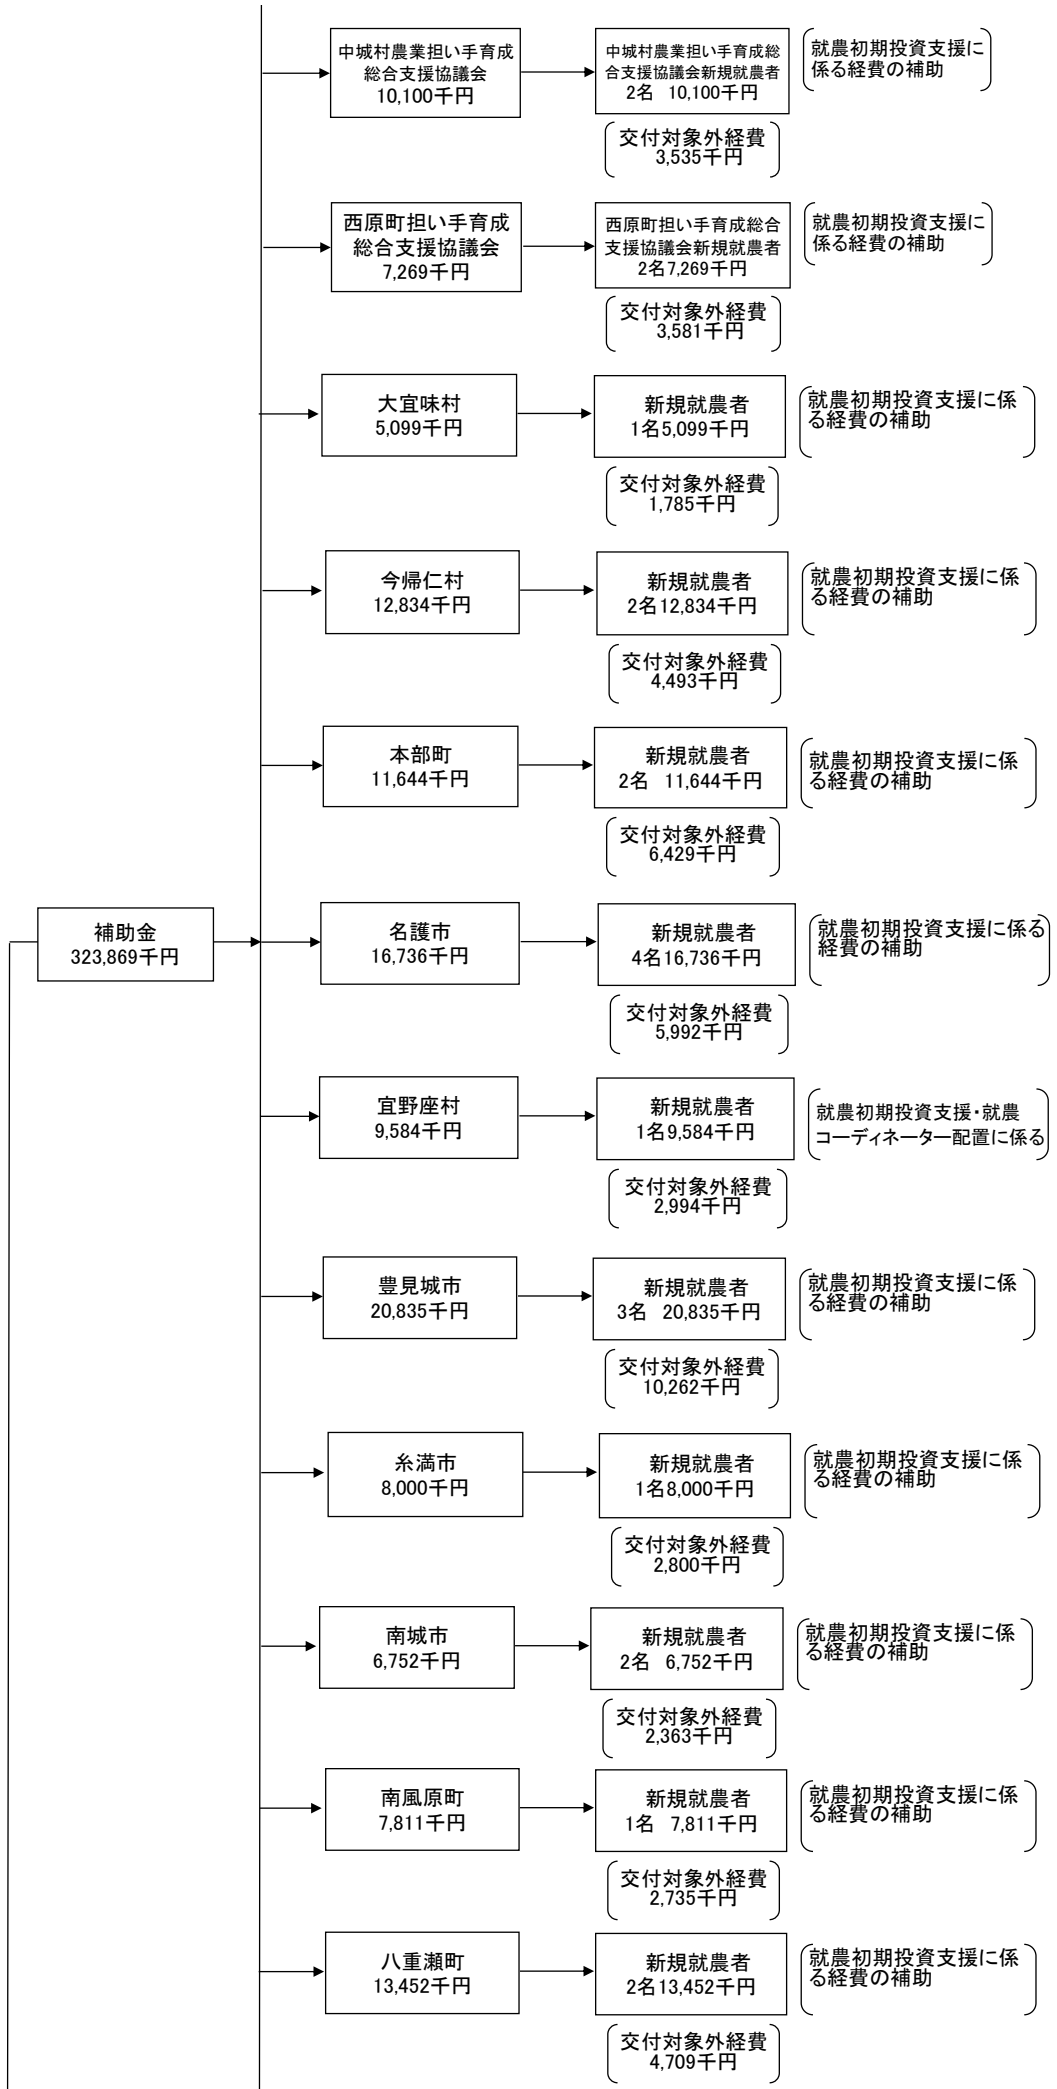 中城村農業担い手育成
総合支援協議会
10,100千円
中城村農業担い手育成総
合支援協議会新規就農者
2名 10,100千円
就農初期投資支援に
係る経費の補助
交付対象外経費
3,535千円
西原町担い手育成
総合支援協議会
7,269千円
西原町担い手育成総合
支援協議会新規就農者
2名7,269千円
就農初期投資支援に
係る経費の補助
交付対象外経費
3,581千円
大宜味村
5,099千円
新規就農者
1名5,099千円
就農初期投資支援に係
る経費の補助
交付対象外経費
1,785千円
今帰仁村
12,834千円
新規就農者
2名12,834千円
就農初期投資支援に係
る経費の補助
交付対象外経費
4,493千円
本部町
11,644千円
新規就農者
2名 11,644千円
就農初期投資支援に係
る経費の補助
交付対象外経費
6,429千円
補助金
323,869千円
名護市
16,736千円
新規就農者
4名16,736千円
就農初期投資支援に係る
経費の補助
交付対象外経費
5,992千円
宜野座村
9,584千円
新規就農者
1名9,584千円
就農初期投資支援・就農
コーディネーター配置に係る
交付対象外経費
2,994千円
豊見城市
20,835千円
新規就農者
3名 20,835千円
就農初期投資支援に係
る経費の補助
交付対象外経費
10,262千円
糸満市
8,000千円
新規就農者
1名8,000千円
就農初期投資支援に係
る経費の補助
交付対象外経費
2,800千円
南城市
6,752千円
新規就農者
2名 6,752千円
就農初期投資支援に係
る経費の補助
交付対象外経費
2,363千円
南風原町
7,811千円
新規就農者
1名 7,811千円
就農初期投資支援に係
る経費の補助
交付対象外経費
2,735千円
八重瀬町
13,452千円
新規就農者
2名13,452千円
就農初期投資支援に係
る経費の補助
交付対象外経費
4,709千円